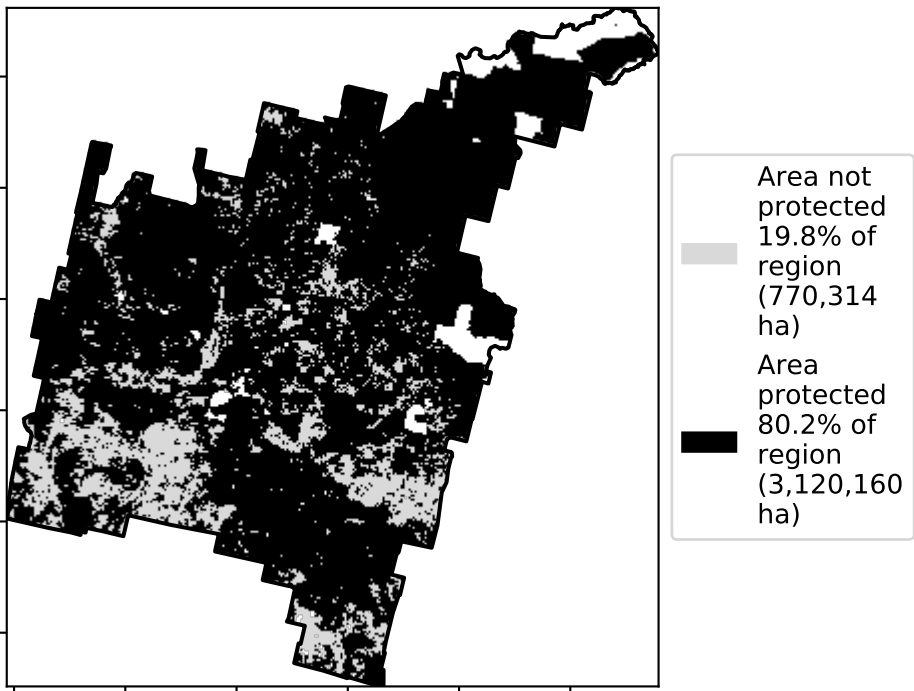 Area not
protected
19.8% of
region
(770,314
ha)
Area
protected
80.2% of
region
(3,120,160
ha)